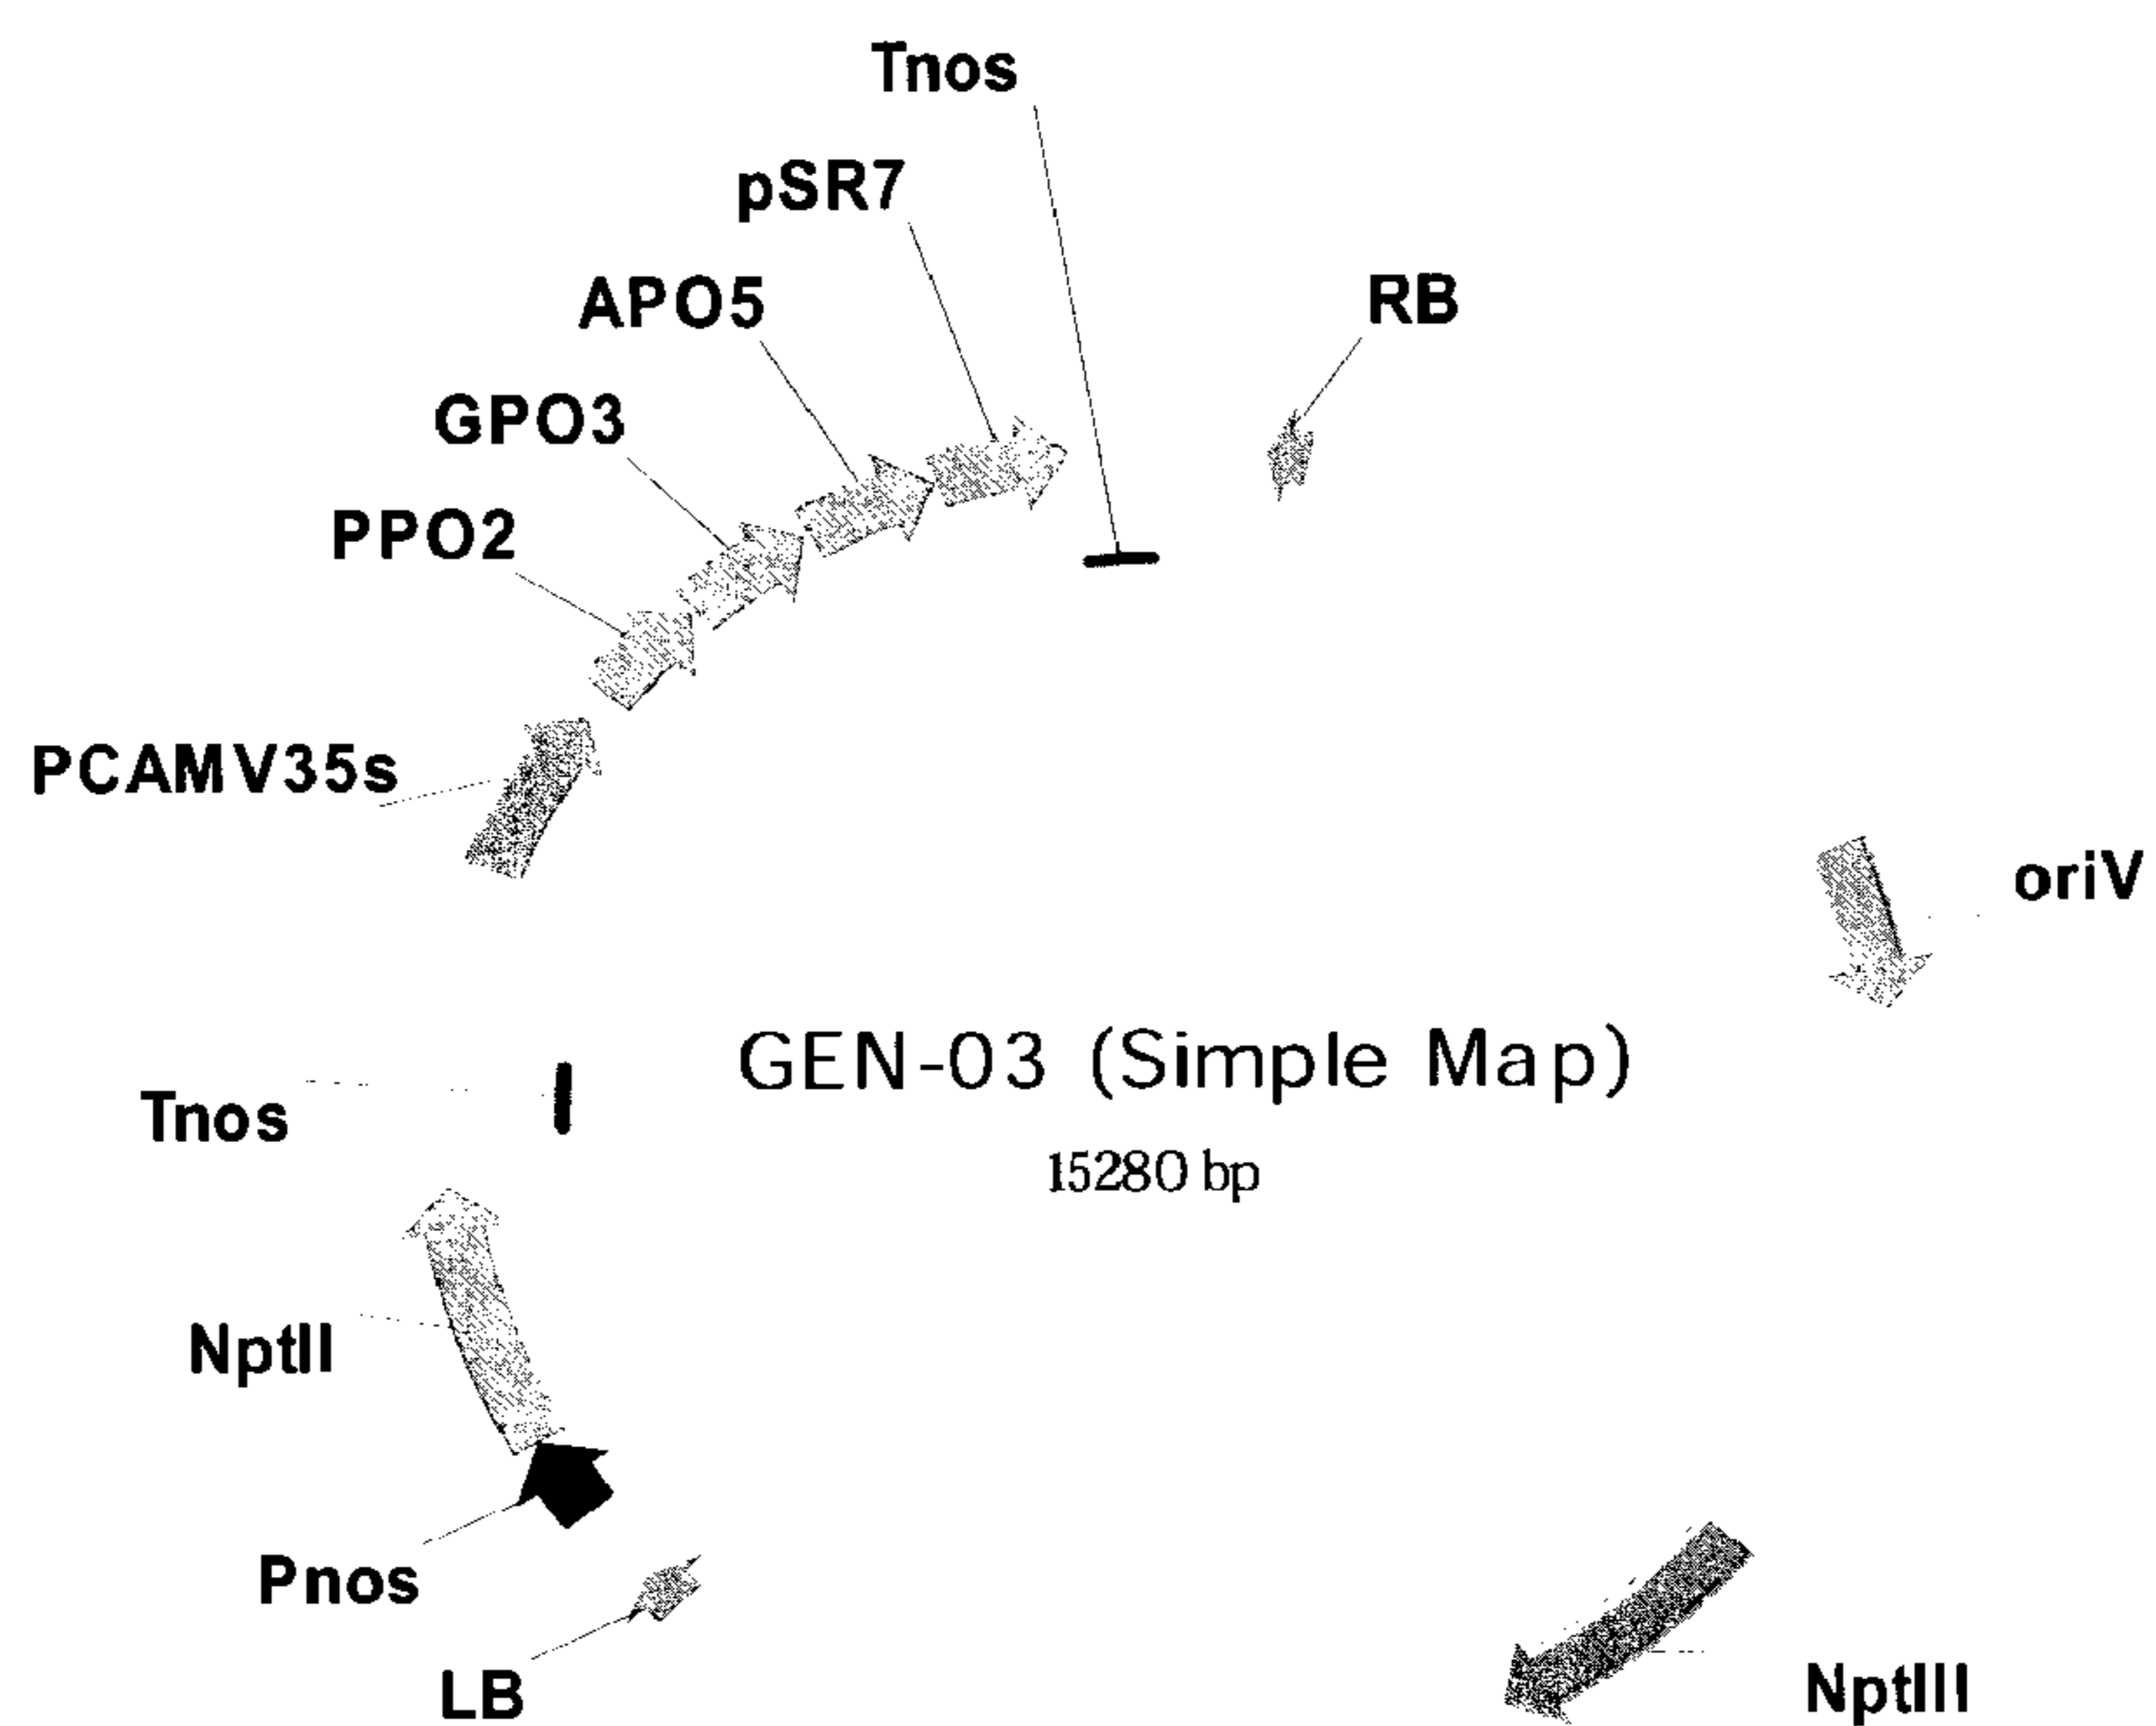 Tnos
pSR7
APO5
RB
GPO3
PPO2
PCAMV35s
oriV
GEN-03 (Simple Map)
Tnos
15280 bp
NptII
Pnos
LB
NptIII